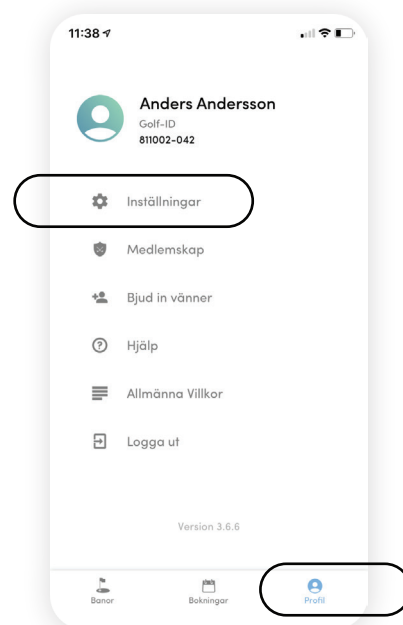 11:38
Anders Andersson
Golf-ID
811002-042
Inställningar
Medlemskap
Bjud in vänner
Hjälp
Allmänna Villkor
Logga ut
Version 3.6.6
Banor Bokningar Profil